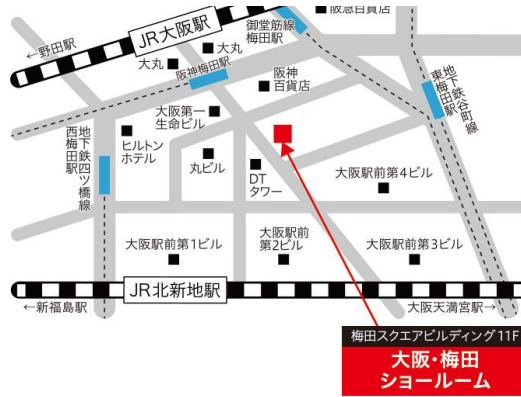 阪急百貨店
JR大阪駅
御堂筋線
梅田駅
←野田駅
大丸
大丸
阪神梅田駅
阪神
百貨店
地下鉄谷町線
東梅田駅
大阪第一
生命ビル
ヒルトン
ホテル
地下鉄四ツ橋線
西梅田駅
丸ビル
DT
タワー
大阪駅前第4ビル
大阪駅前第1ビル
大阪駅前
第2ビル
大阪駅前第3ビル
JR北新地駅
←新福島駅
大阪天満宮駅→
梅田スクエアビルディング11F
大阪・梅田
ショールーム